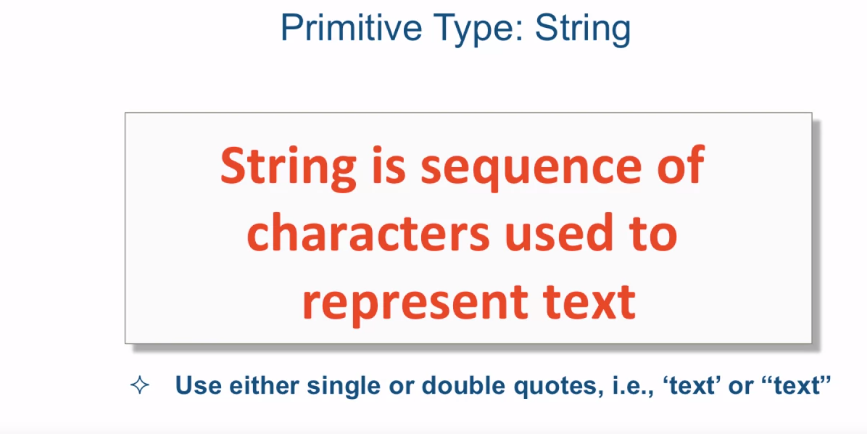 Primitive Type: String
String is sequence of
characters used to
represent text
✧ Use either single or double quotes, i.e., ‘text’ or “text”